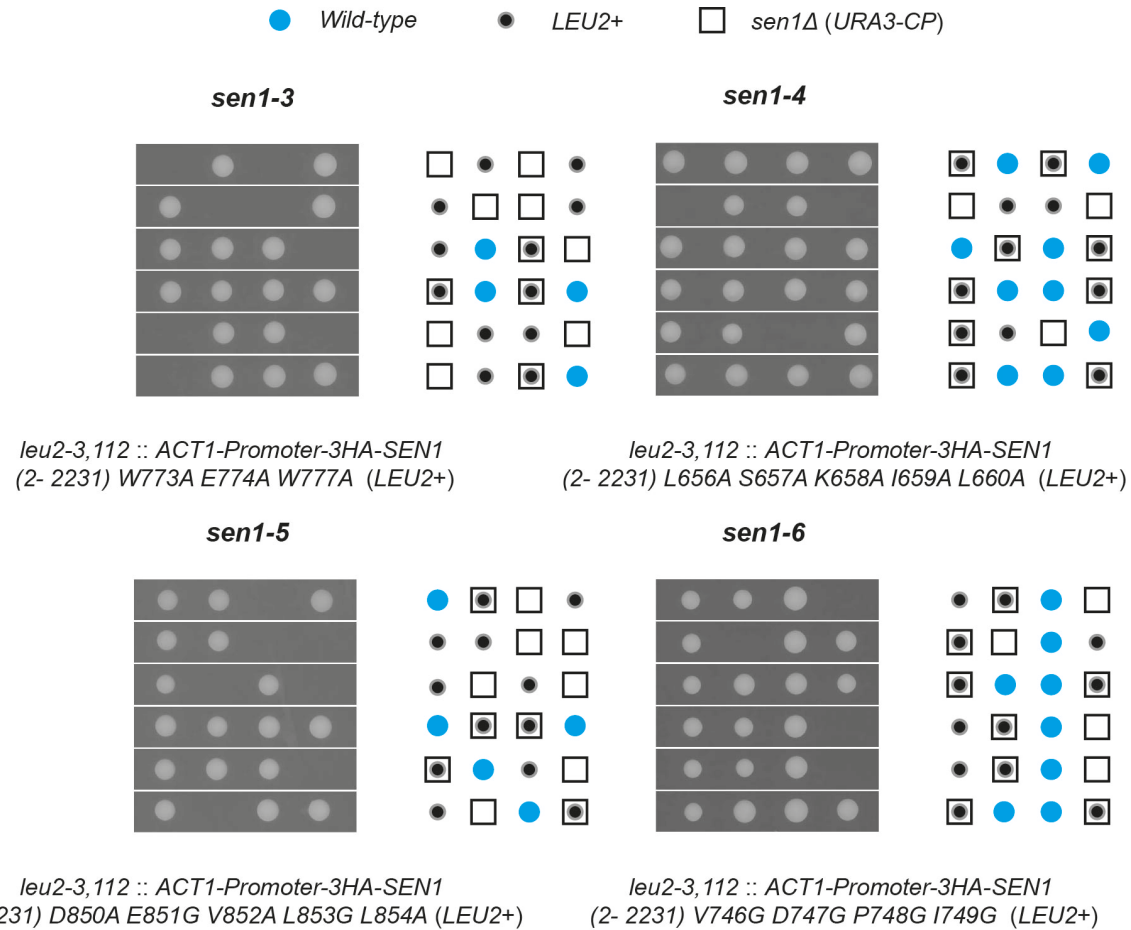 Wild-type LEU2+ sen1Δ (URA3-CP)
sen1-3 sen1-4
leu2-3,112 :: ACT1-Promoter-3HA-SEN1
(2- 2231) W773A E774A W777A (LEU2+)
leu2-3,112 :: ACT1-Promoter-3HA-SEN1
(2- 2231) L656A S657A K658A I659A L660A (LEU2+)
sen1-5 sen1-6
leu2-3,112 :: ACT1-Promoter-3HA-SEN1
231) D850A E851G V852A L853G L854A (LEU2+)
leu2-3,112 :: ACT1-Promoter-3HA-SEN1
(2- 2231) V746G D747G P748G I749G (LEU2+)